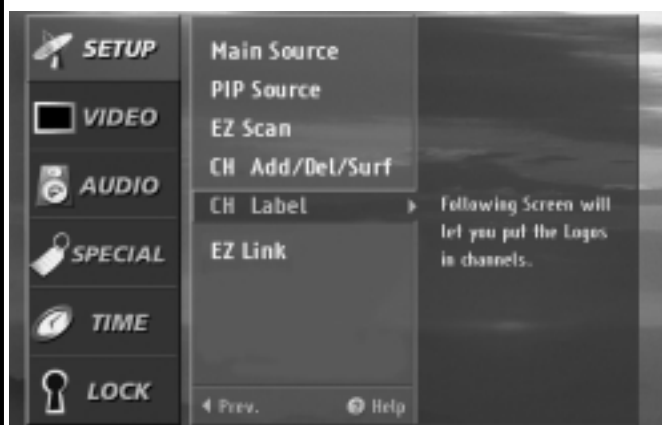 SETUP
VIDEO
AUDIO
SPECIAL
TIME
LOCK
Main Source
PIP Source
EZ Scan
CH Add/Del/Surf
CH Label
EZ Link
Prev.
Help
Following Screen will
let you put the Logos
in channels.